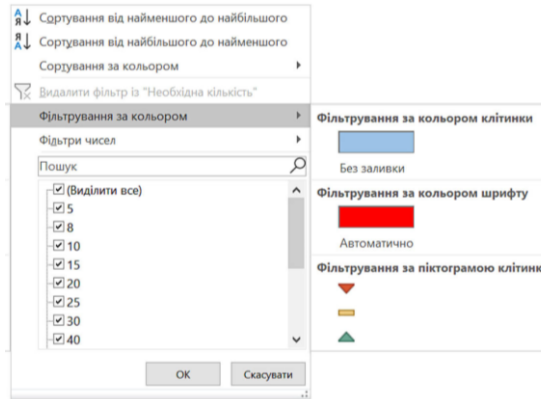 Сортування від найменшого до найбільшого
Сортування від найбільшого до найменшого
Сортування за кольором
Видалити фільтр із "Необхідна кількість"
Фільтрування за кольором
Фільтри чисел
Пошук
(Виділити все)
5
8
10
15
20
25
30
40
ОК
Скасувати
Фільтрування за кольором клітинки
Без заливки
Фільтрування за кольором шрифту
Автоматично
Фільтрування за піктограмою клітинк